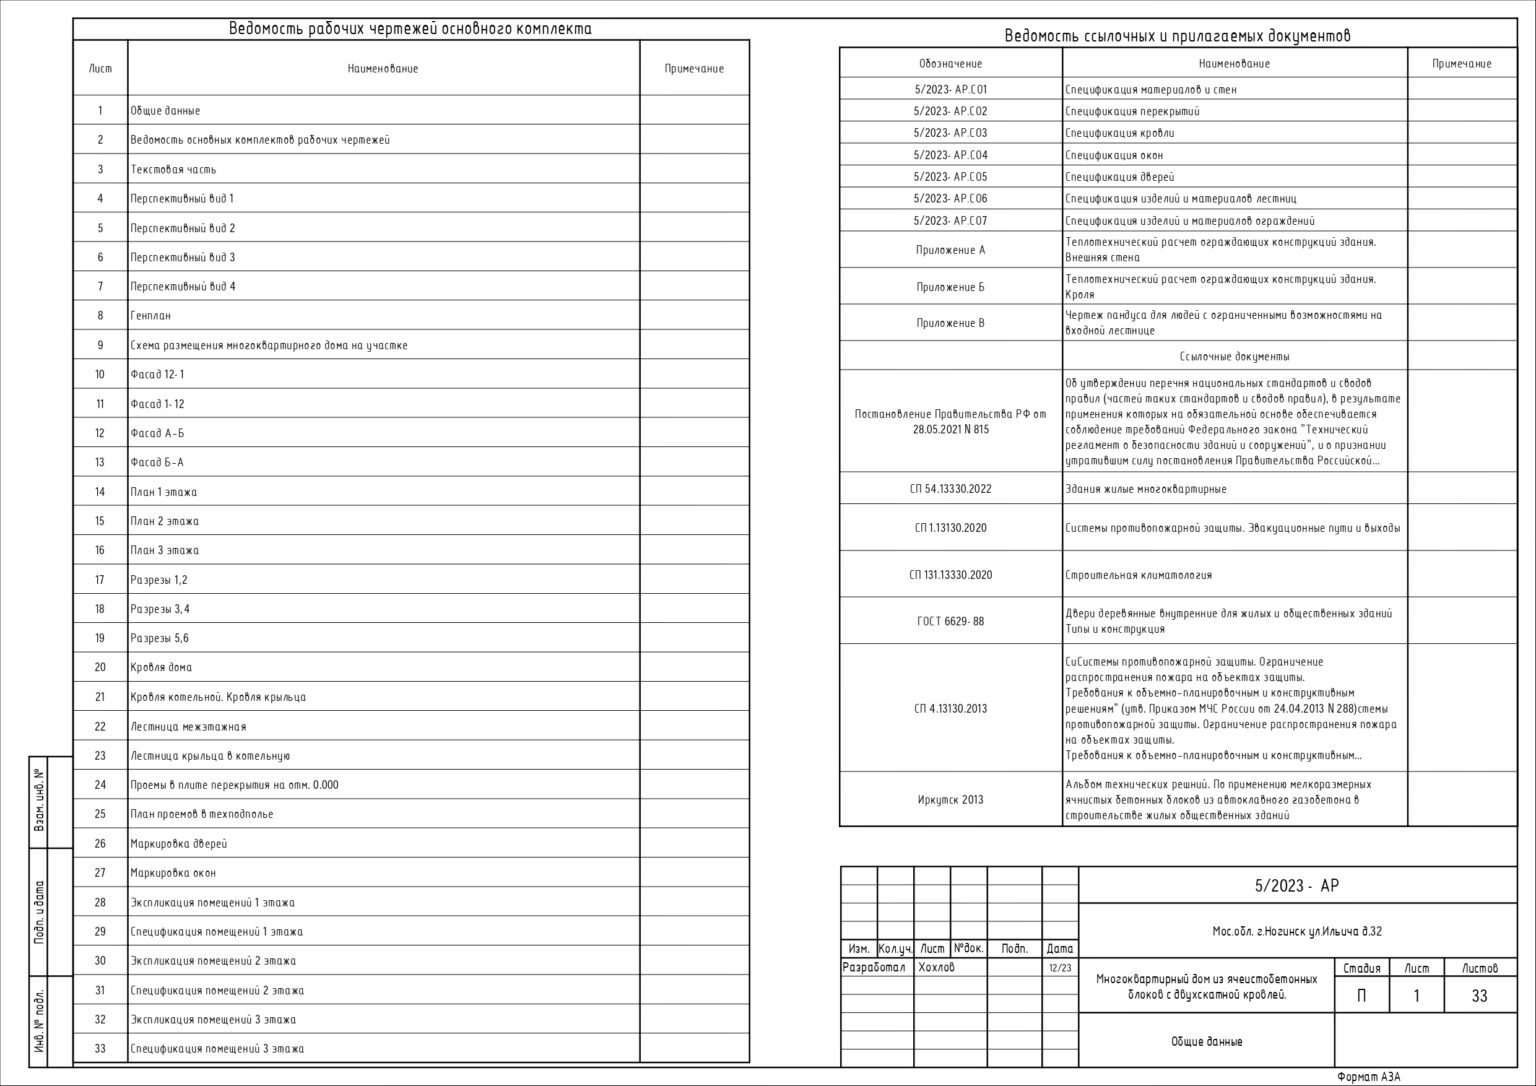 Ведомость рабочих чертежей основного комплекта
Лист Наименование Примечание
1 Общие данные
2 Ведомость основных комплектов рабочих чертежей
3 Текстовая часть
4 Перспективный вид 1
5 Перспективный вид 2
6 Перспективный вид 3
7 Перспективный вид 4
8 Генплан
9 Схема размещения многоквартирного дома на участке
10 Фасад 12-1
11 Фасад 1-12
12 Фасад А-Б
13 Фасад Б-А
14 План 1 этажа
15 План 2 этажа
16 План 3 этажа
17 Разрезы 1,2
18 Разрезы 3,4
19 Разрезы 5,6
20 Кровля дома
21 Кровля котельной. Кровля крыльца
22 Лестница межэтажная
23 Лестница крыльца в котельную
24 Проемы в плите перекрытия на отм. 0.000
25 План проемов в техподполье
26 Маркировка дверей
27 Маркировка окон
28 Экспликация помещений 1 этажа
29 Спецификация помещений 1 этажа
30 Экспликация помещений 2 этажа
31 Спецификация помещений 2 этажа
32 Экспликация помещений 3 этажа
33 Спецификация помещений 3 этажа
Взам. инв. №
Подп. и дата
Инв. № подл.
Ведомость ссылочных и прилагаемых документов
Обозначение Наименование Примечание
5/2023- АР.СО1 Спецификация материалов и стен
5/2023- АР.СО2 Спецификация перекрытий
5/2023- АР.СО3 Спецификация кровли
5/2023- АР.СО4 Спецификация окон
5/2023- АР.СО5 Спецификация дверей
5/2023- АР.СО6 Спецификация изделий и материалов лестниц
5/2023- АР.СО7 Спецификация изделий и материалов ограждений
Приложение А Теплотехнический расчет ограждающих конструкций здания.
Внешняя стена
Приложение Б Теплотехнический расчет ограждающих конструкций здания.
Кроля
Приложение В Чертеж пандуса для людей с ограниченными возможностями на
входной лестнице
Ссылочные документы
Постановление Правительства РФ от
28.05.2021 N 815
Об утверждении перечня национальных стандартов и сводов
правил (частей таких стандартов и сводов правил), в результате
применения которых на обязательной основе обеспечивается
соблюдение требований Федерального закона "Технический
регламент о безопасности зданий и сооружений", и о признании
утратившим силу постановления Правительства Российской...
СП 54.13330.2022 Здания жилые многоквартирные
СП 1.13130.2020 Системы противопожарной защиты. Эвакуационные пути и выходы
СП 131.13330.2020 Строительная климатология
ГОСТ 6629- 88 Двери деревянные внутренние для жилых и общественных зданий
Типы и конструкция
СП 4.13130.2013
СиСистемы противопожарной защиты. Ограничение
распространения пожара на объектах защиты.
Требования к объемно-планировочным и конструктивным
решениям" (утв. Приказом МЧС России от 24.04.2013 N 288)стемы
противопожарной защиты. Ограничение распространения пожара
на объектах защиты.
Требования к объемно-планировочным и конструктивным...
Иркутск 2013
Альбом технических решний. По применению мелкоразмерных
ячнистых бетонных блоков из автоклавного газобетона в
строительстве жилых общественных зданий
5/2023 - АР
Мос.обл. г.Ногинск ул.Ильича д.32
Изм. Кол.уч. Лист №док. Подп. Дата
Разработал Хохлов 12/23
Многоквартирный дом из ячеистобетонных
блоков с двухскатной кровлей.
Стадия Лист Листов
П 1 33
Общие данные
Формат А3А